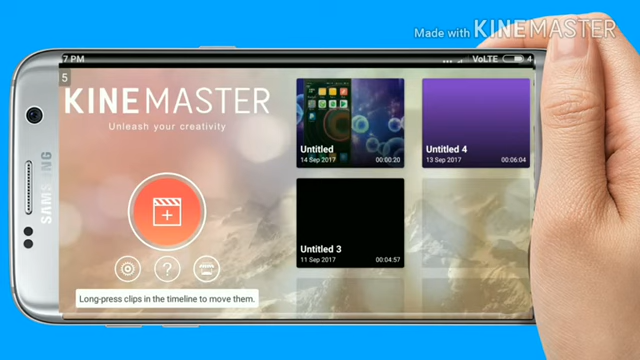 Made with KINEMASTER
7 PM
VoLTE
4
5
KINEMASTER
Unleash your creativity
SAMSUNG
Untitled
14 Sep 2017 00:00:20
Untitled 4
13 Sep 2017 00:06:04
Untitled 3
11 Sep 2017 00:04:57
Long-press clips in the timeline to move them.